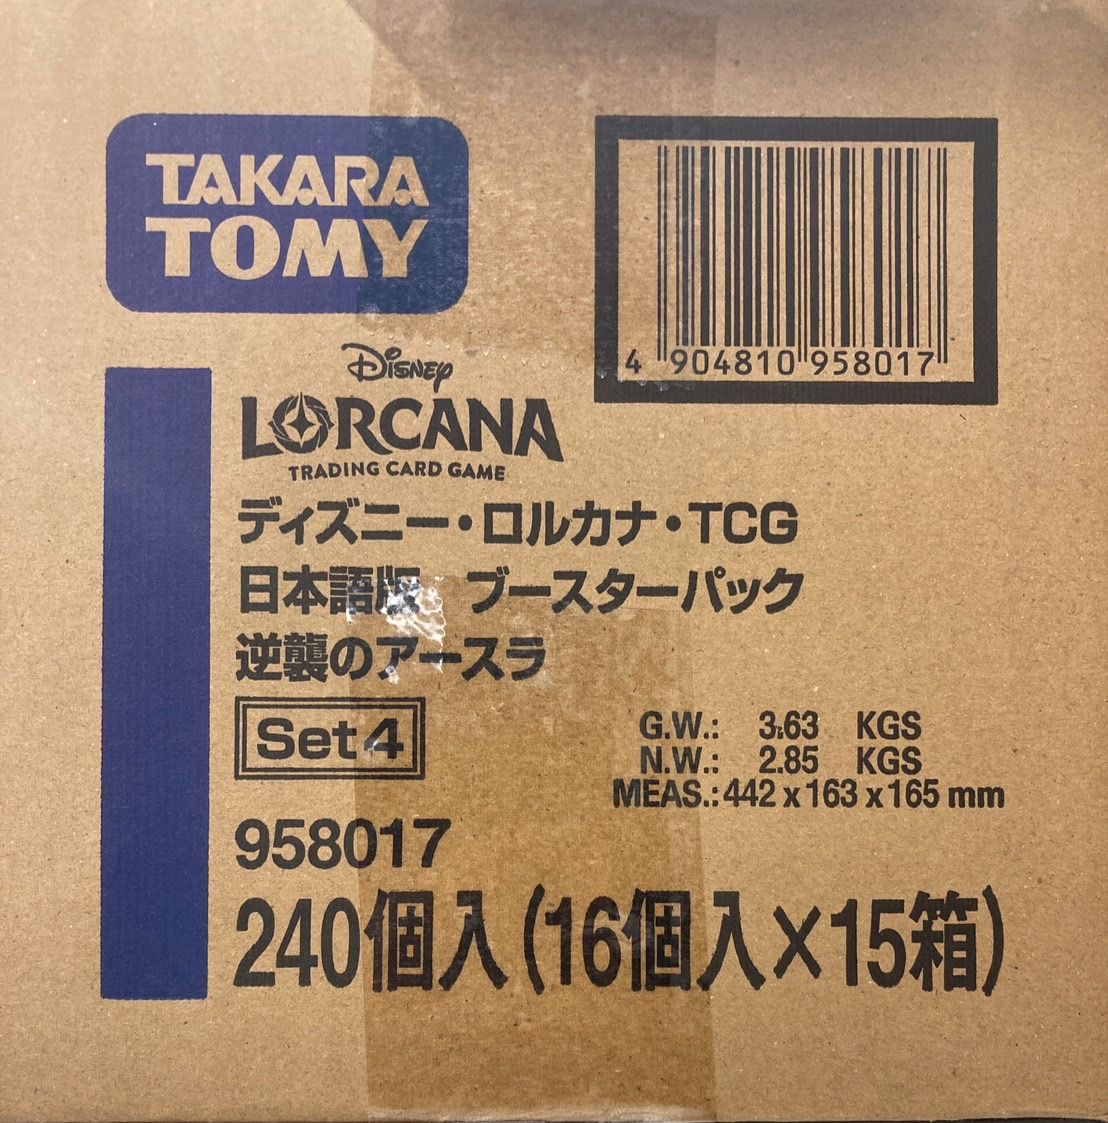 TAKARA
TOMY
4 904810 958017
Disney
LORCANA
TRADING CARD GAME
ディズニー・ロルカナ・TCG
日本語版 ブースターパック
逆襲のアースラ
Set4
G.W.: 3.63 KGS
N.W.: 2.85 KGS
MEAS.: 442 x 163 x 165 mm
958017
240個入(16個入×15箱)